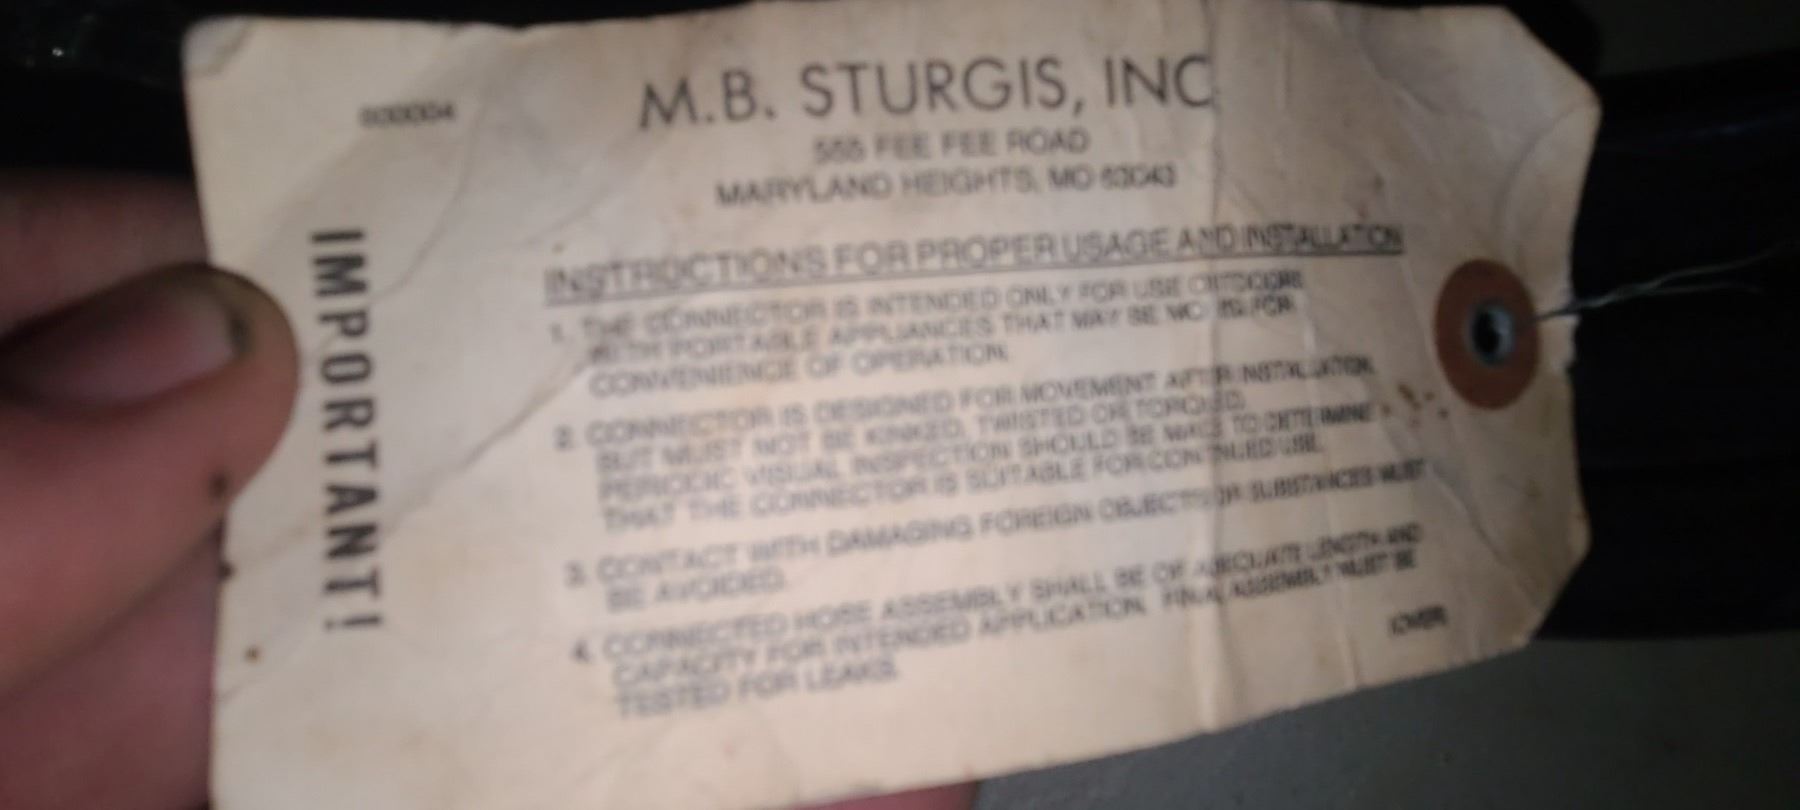 M.B. STURGIS, INC
555 FEE FEE ROAD
MARYLAND HEIGHTS, MO 63043
IMPORTANT!
INSTRUCTIONS FOR PROPER USAGE AND INSTALLATION
1. THE CONNECTOR IS INTENDED ONLY FOR USE OUTDOORS
WITH PORTABLE APPLIANCES THAT MAY BE MOVED FOR
CONVENIENCE OF OPERATION.
2. CONNECTOR IS DESIGNED FOR MOVEMENT AFTER INSTALLATION,
BUT MUST NOT BE KINKED, TWISTED OR TORQUED.
PERIODIC VISUAL INSPECTION SHOULD BE MADE TO DETERMINE
THAT THE CONNECTOR IS SUITABLE FOR CONTINUED USE.
3. CONTACT WITH DAMAGING FOREIGN OBJECTS OR SUBSTANCES MUST
BE AVOIDED.
4. CONNECTED HOSE ASSEMBLY SHALL BE OF ADEQUATE LENGTH AND
CAPACITY FOR INTENDED APPLICATION. FINAL ASSEMBLY MUST BE
TESTED FOR LEAKS.
(OVER)